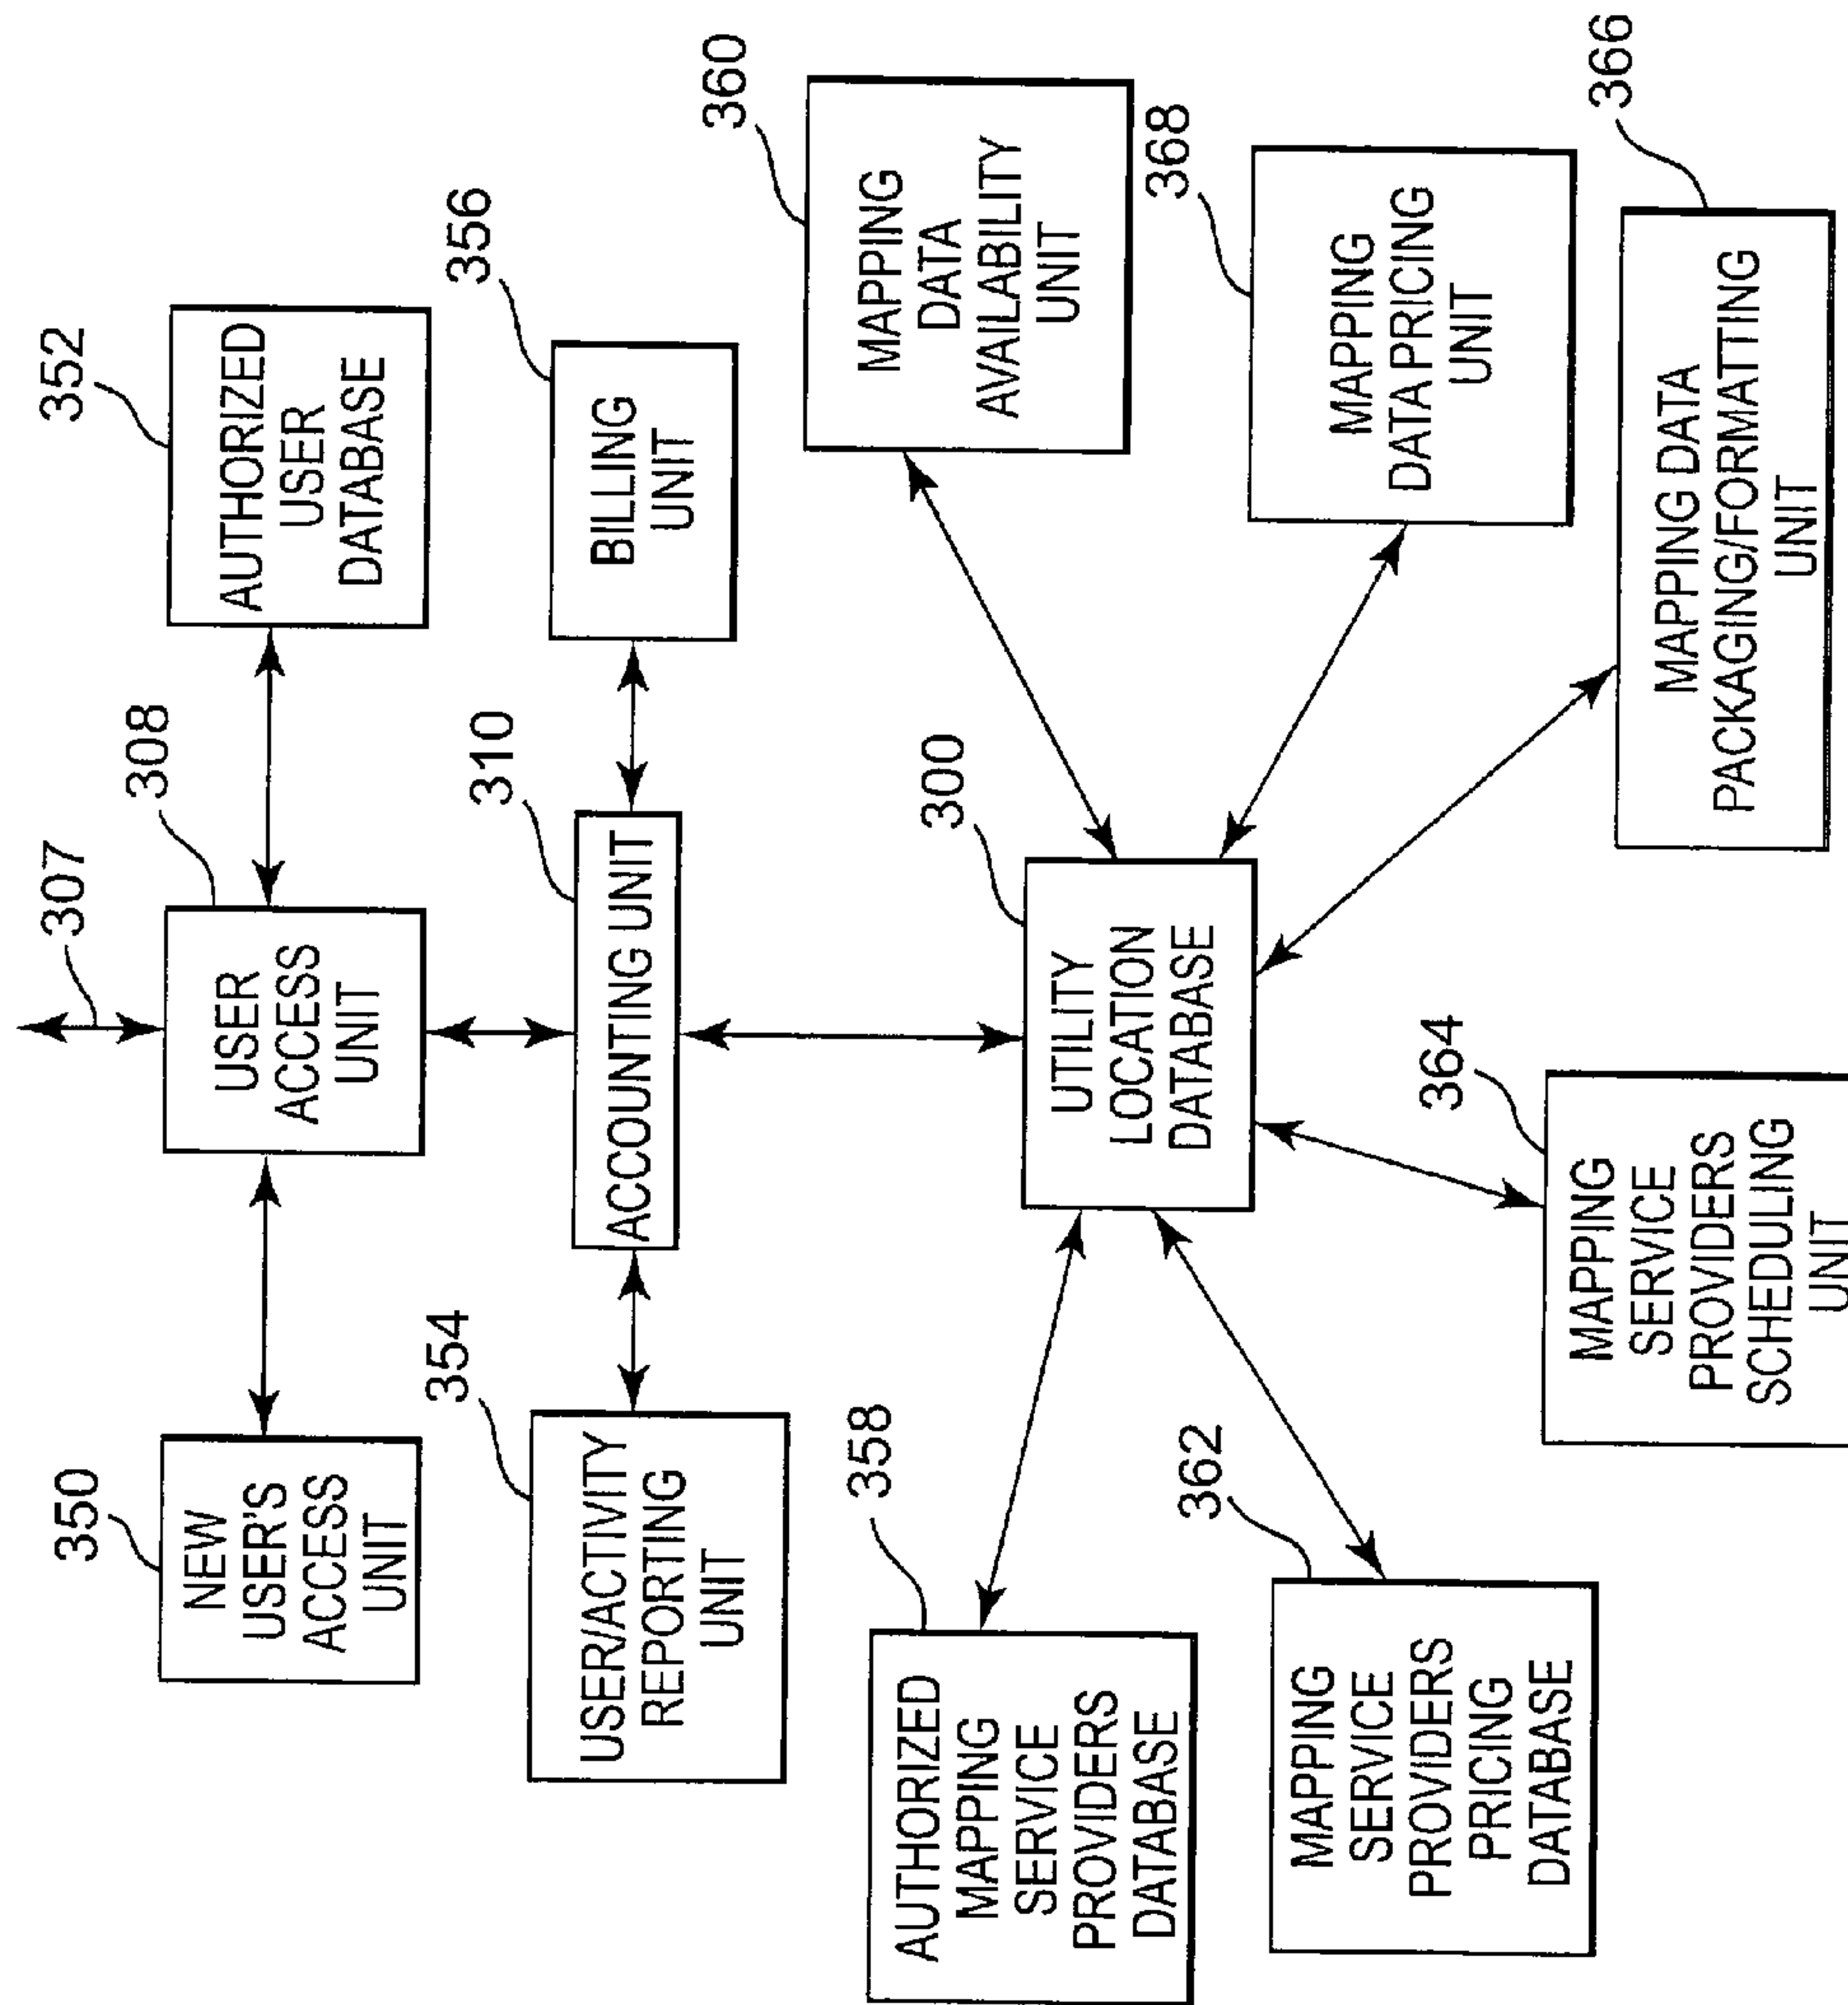 307
308
USER
ACCESS
UNIT
350
NEW
USER'S
ACCESS
UNIT
352
AUTHORIZED
USER
DATABASE
354
USER/ACTIVITY
REPORTING
UNIT
310
ACCOUNTING UNIT
356
BILLING
UNIT
358
AUTHORIZED
MAPPING
SERVICE
PROVIDERS
DATABASE
300
UTILITY
LOCATION
DATABASE
360
MAPPING
DATA
AVAILABILITY
UNIT
362
MAPPING
SERVICE
PROVIDERS
PRICING
DATABASE
368
MAPPING
DATA PRICING
UNIT
364
MAPPING
SERVICE
PROVIDERS
SCHEDULING
UNIT
366
MAPPING DATA
PACKAGING/FORMATTING
UNIT